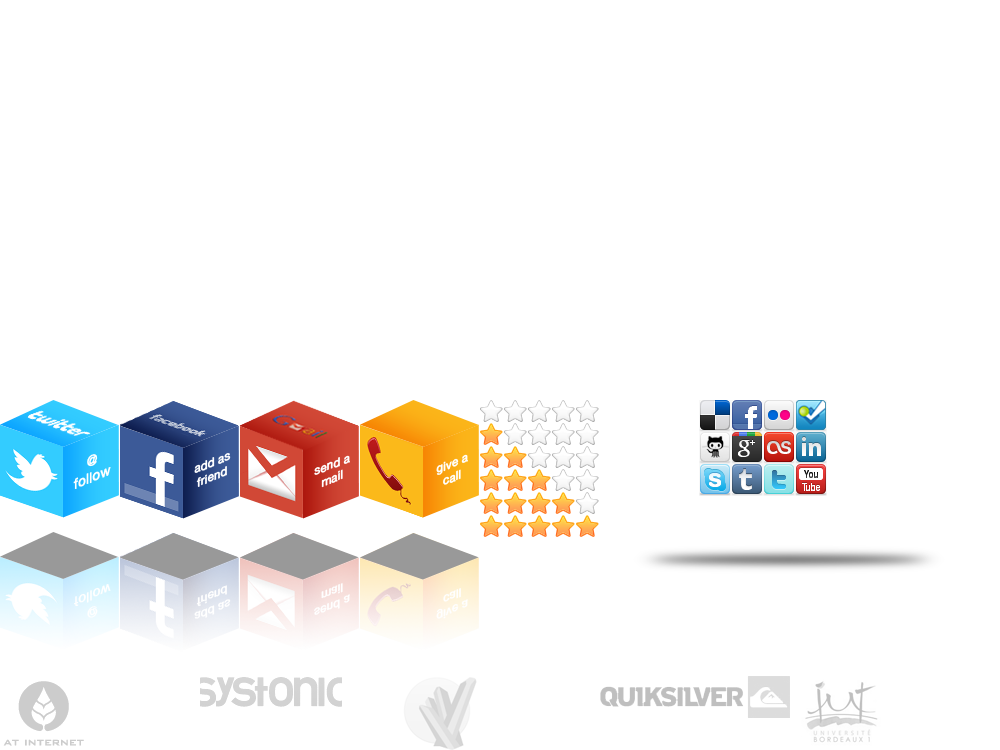 twitter
@
follow
facebook
add as
friend
Gmail
send a
mail
give a
call
f
g+
as
in
S
t
t
You
Tube
AT INTERNET
SYSTONIC
QUIKSILVER
iut
UNIVERSITÉ
BORDEAUX 1